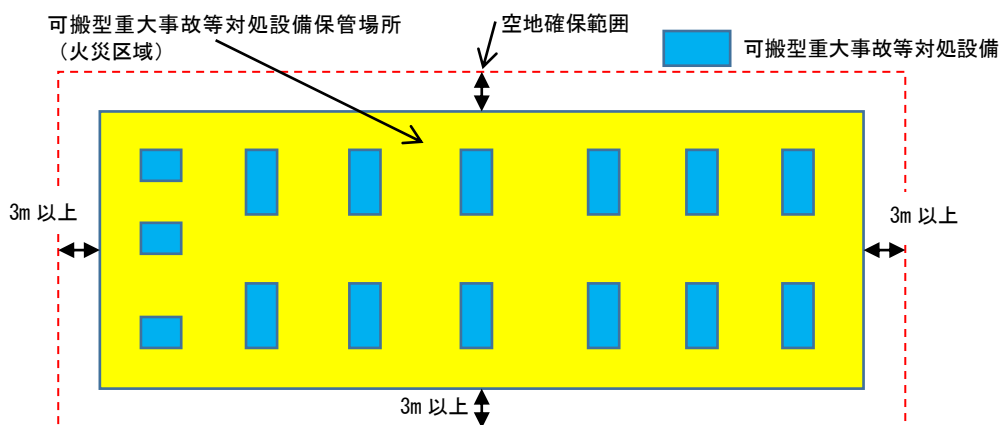 可搬型重大事故等対処設備保管場所
（火災区域）
空地確保範囲
可搬型重大事故等対処設備
3m 以上
3m 以上
3m 以上